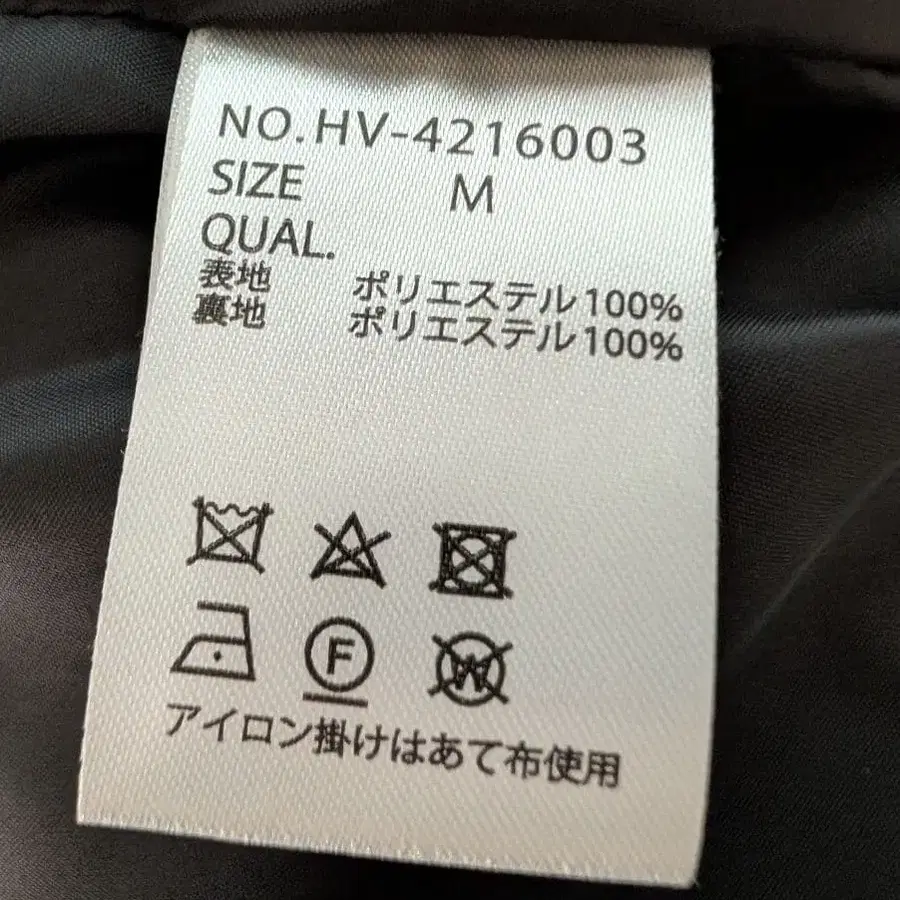 NO.HV-4216003
SIZE M
QUAL.
表地 ポリエステル100%
裏地 ポリエステル100%
F W
アイロン掛けはあて布使用